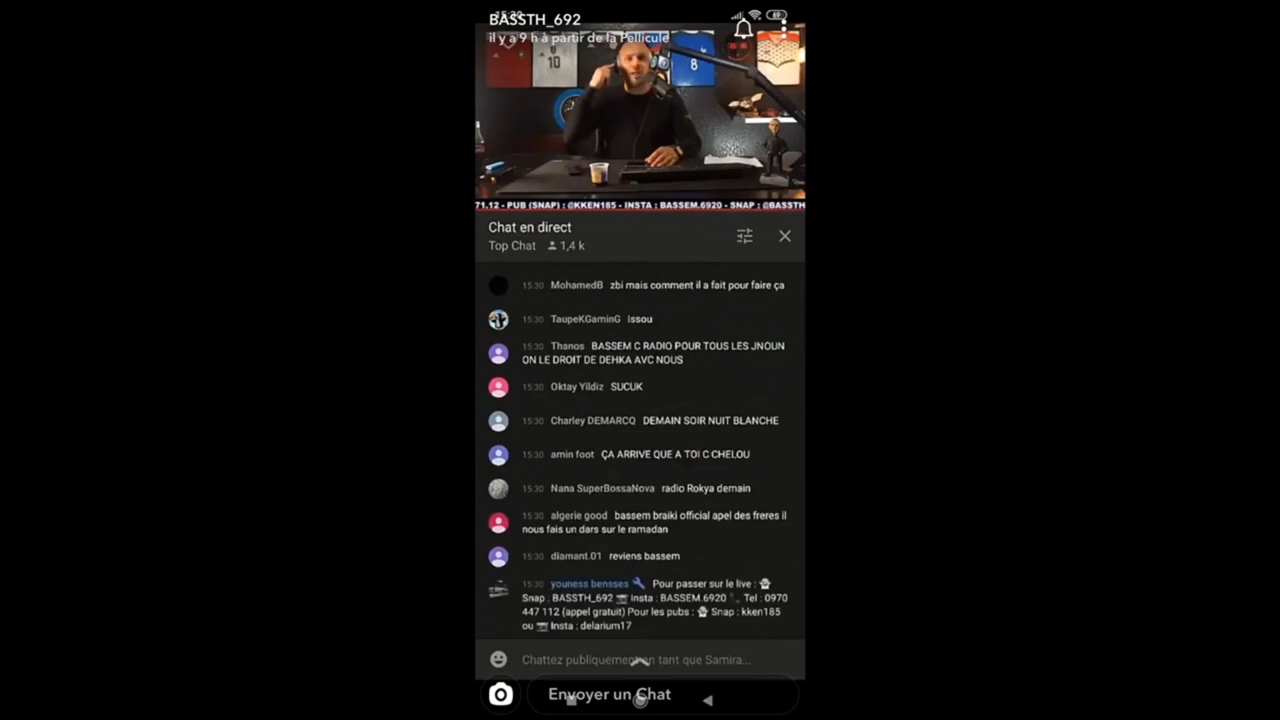 BASSTH_692
il y a 9 h à partir de la Pellicule
10
8
71.12 - PUB (SNAP) : @KKEN185 - INSTA : BASSEM.6920 - SNAP : @BASSTH
Chat en direct
Top Chat 1,4 k
15:30 MohamedB zbi mais comment il a fait pour faire ça
15:30 TaupeKGaminG Issou
15:30 Thanos BASSEM C RADIO POUR TOUS LES JNOUN
ON LE DROIT DE DEHKA AVC NOUS
15:30 Oktay Yildiz SUCUK
15:30 Charley DEMARCQ DEMAIN SOIR NUIT BLANCHE
15:30 amin foot ÇA ARRIVE QUE A TOI C CHELOU
15:30 Nana SuperBossaNova radio Rokya demain
15:30 algerie good bassem braiki official apel des freres il
nous fais un dars sur le ramadan
15:30 diamant.01 reviens bassem
15:30 youness bensses Pour passer sur le live :
Snap : BASSTH_692 Insta : BASSEM.6920 Tel : 0970
447 112 (appel gratuit) Pour les pubs : Snap : kken185
ou Insta : delarium17
Chattez publiquement en tant que Samira...
Envoyer un Chat